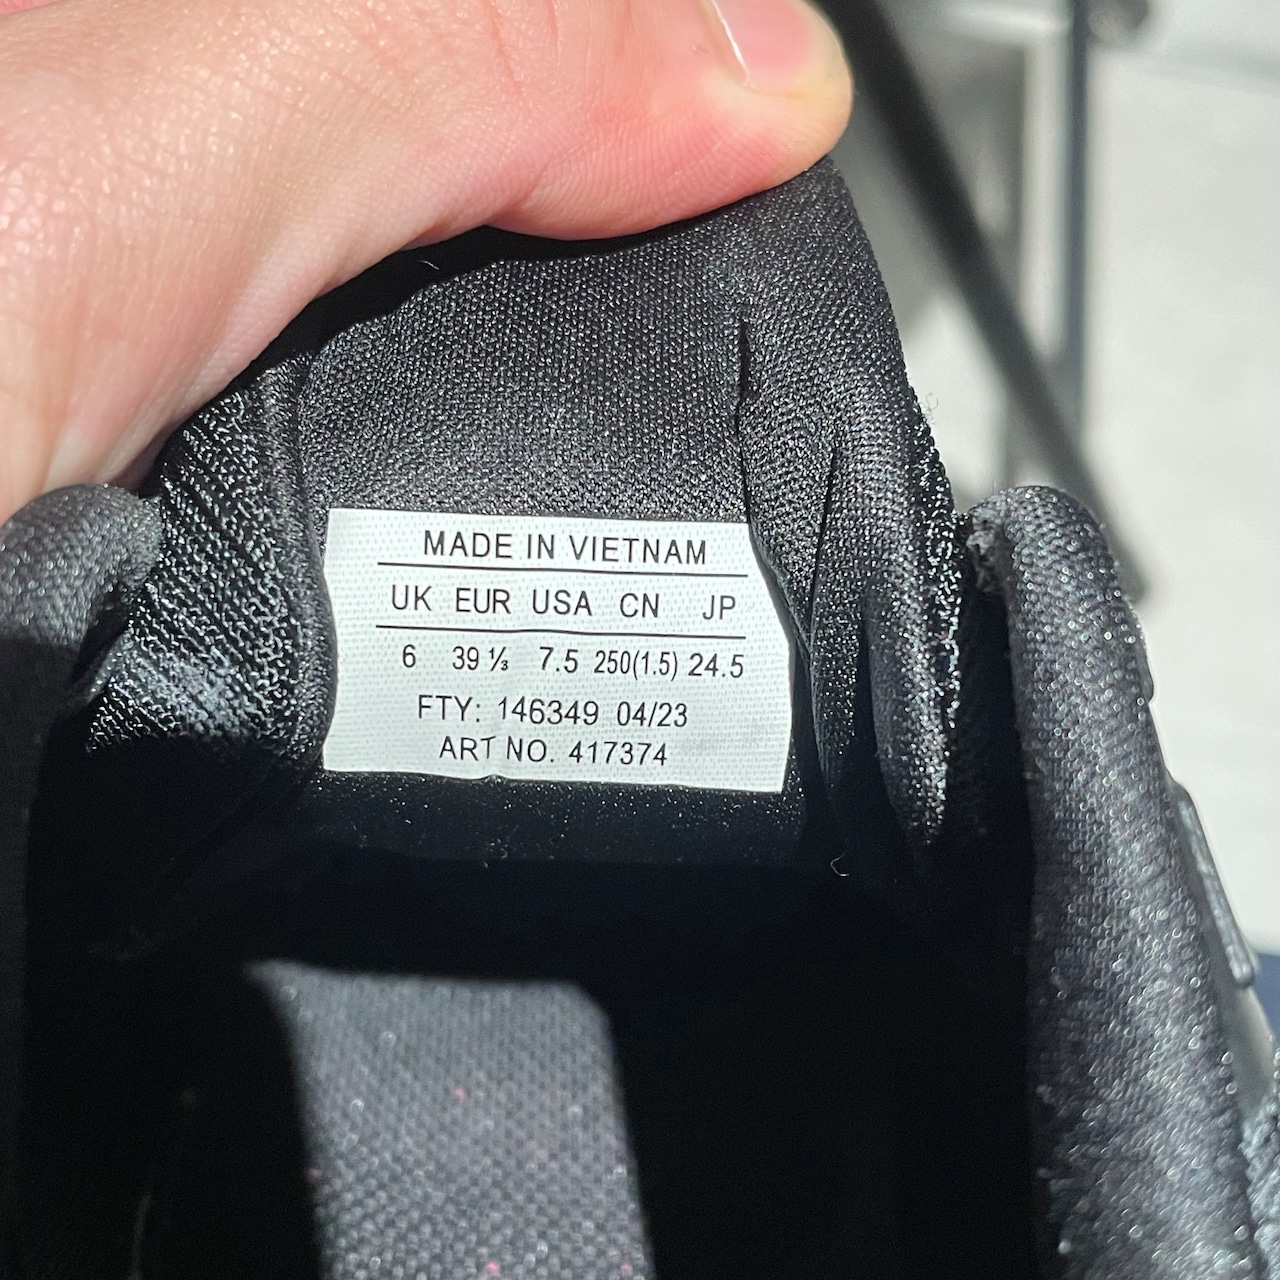 MADE IN VIETNAM
UK EUR USA CN JP
6 39 ⅓ 7.5 250(1.5) 24.5
FTY: 146349 04/23
ART NO. 417374